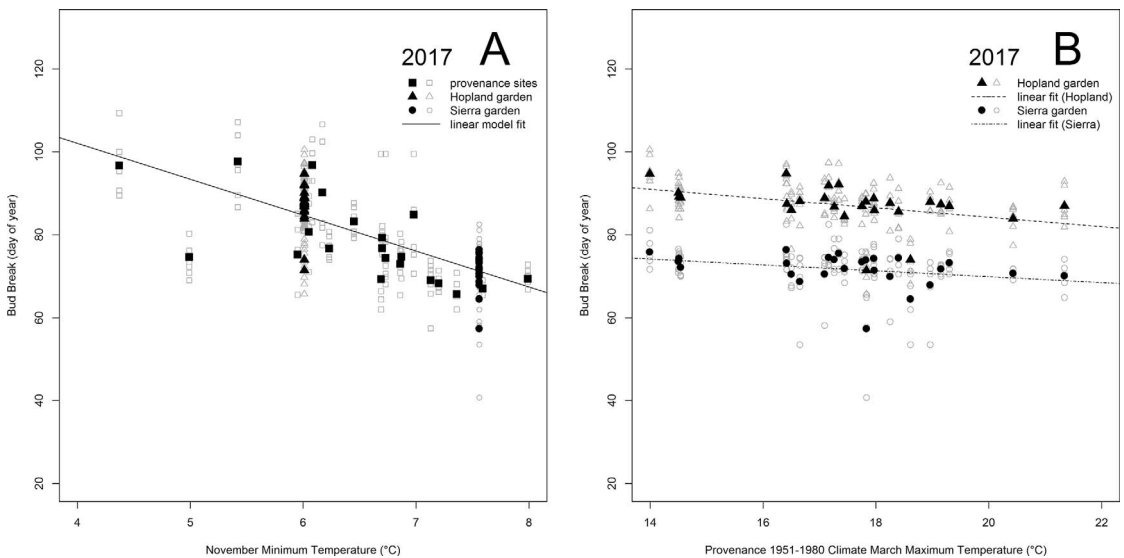 2017 A
provenance sites
Hopland garden
Sierra garden
linear model fit
Bud Break (day of year)
120
100
80
60
40
20
4 5 6 7 8
November Minimum Temperature (°C)
2017 B
Hopland garden
linear fit (Hopland)
Sierra garden
linear fit (Sierra)
Bud Break (day of year)
120
100
80
60
40
20
14 16 18 20 22
Provenance 1951-1980 Climate March Maximum Temperature (°C)